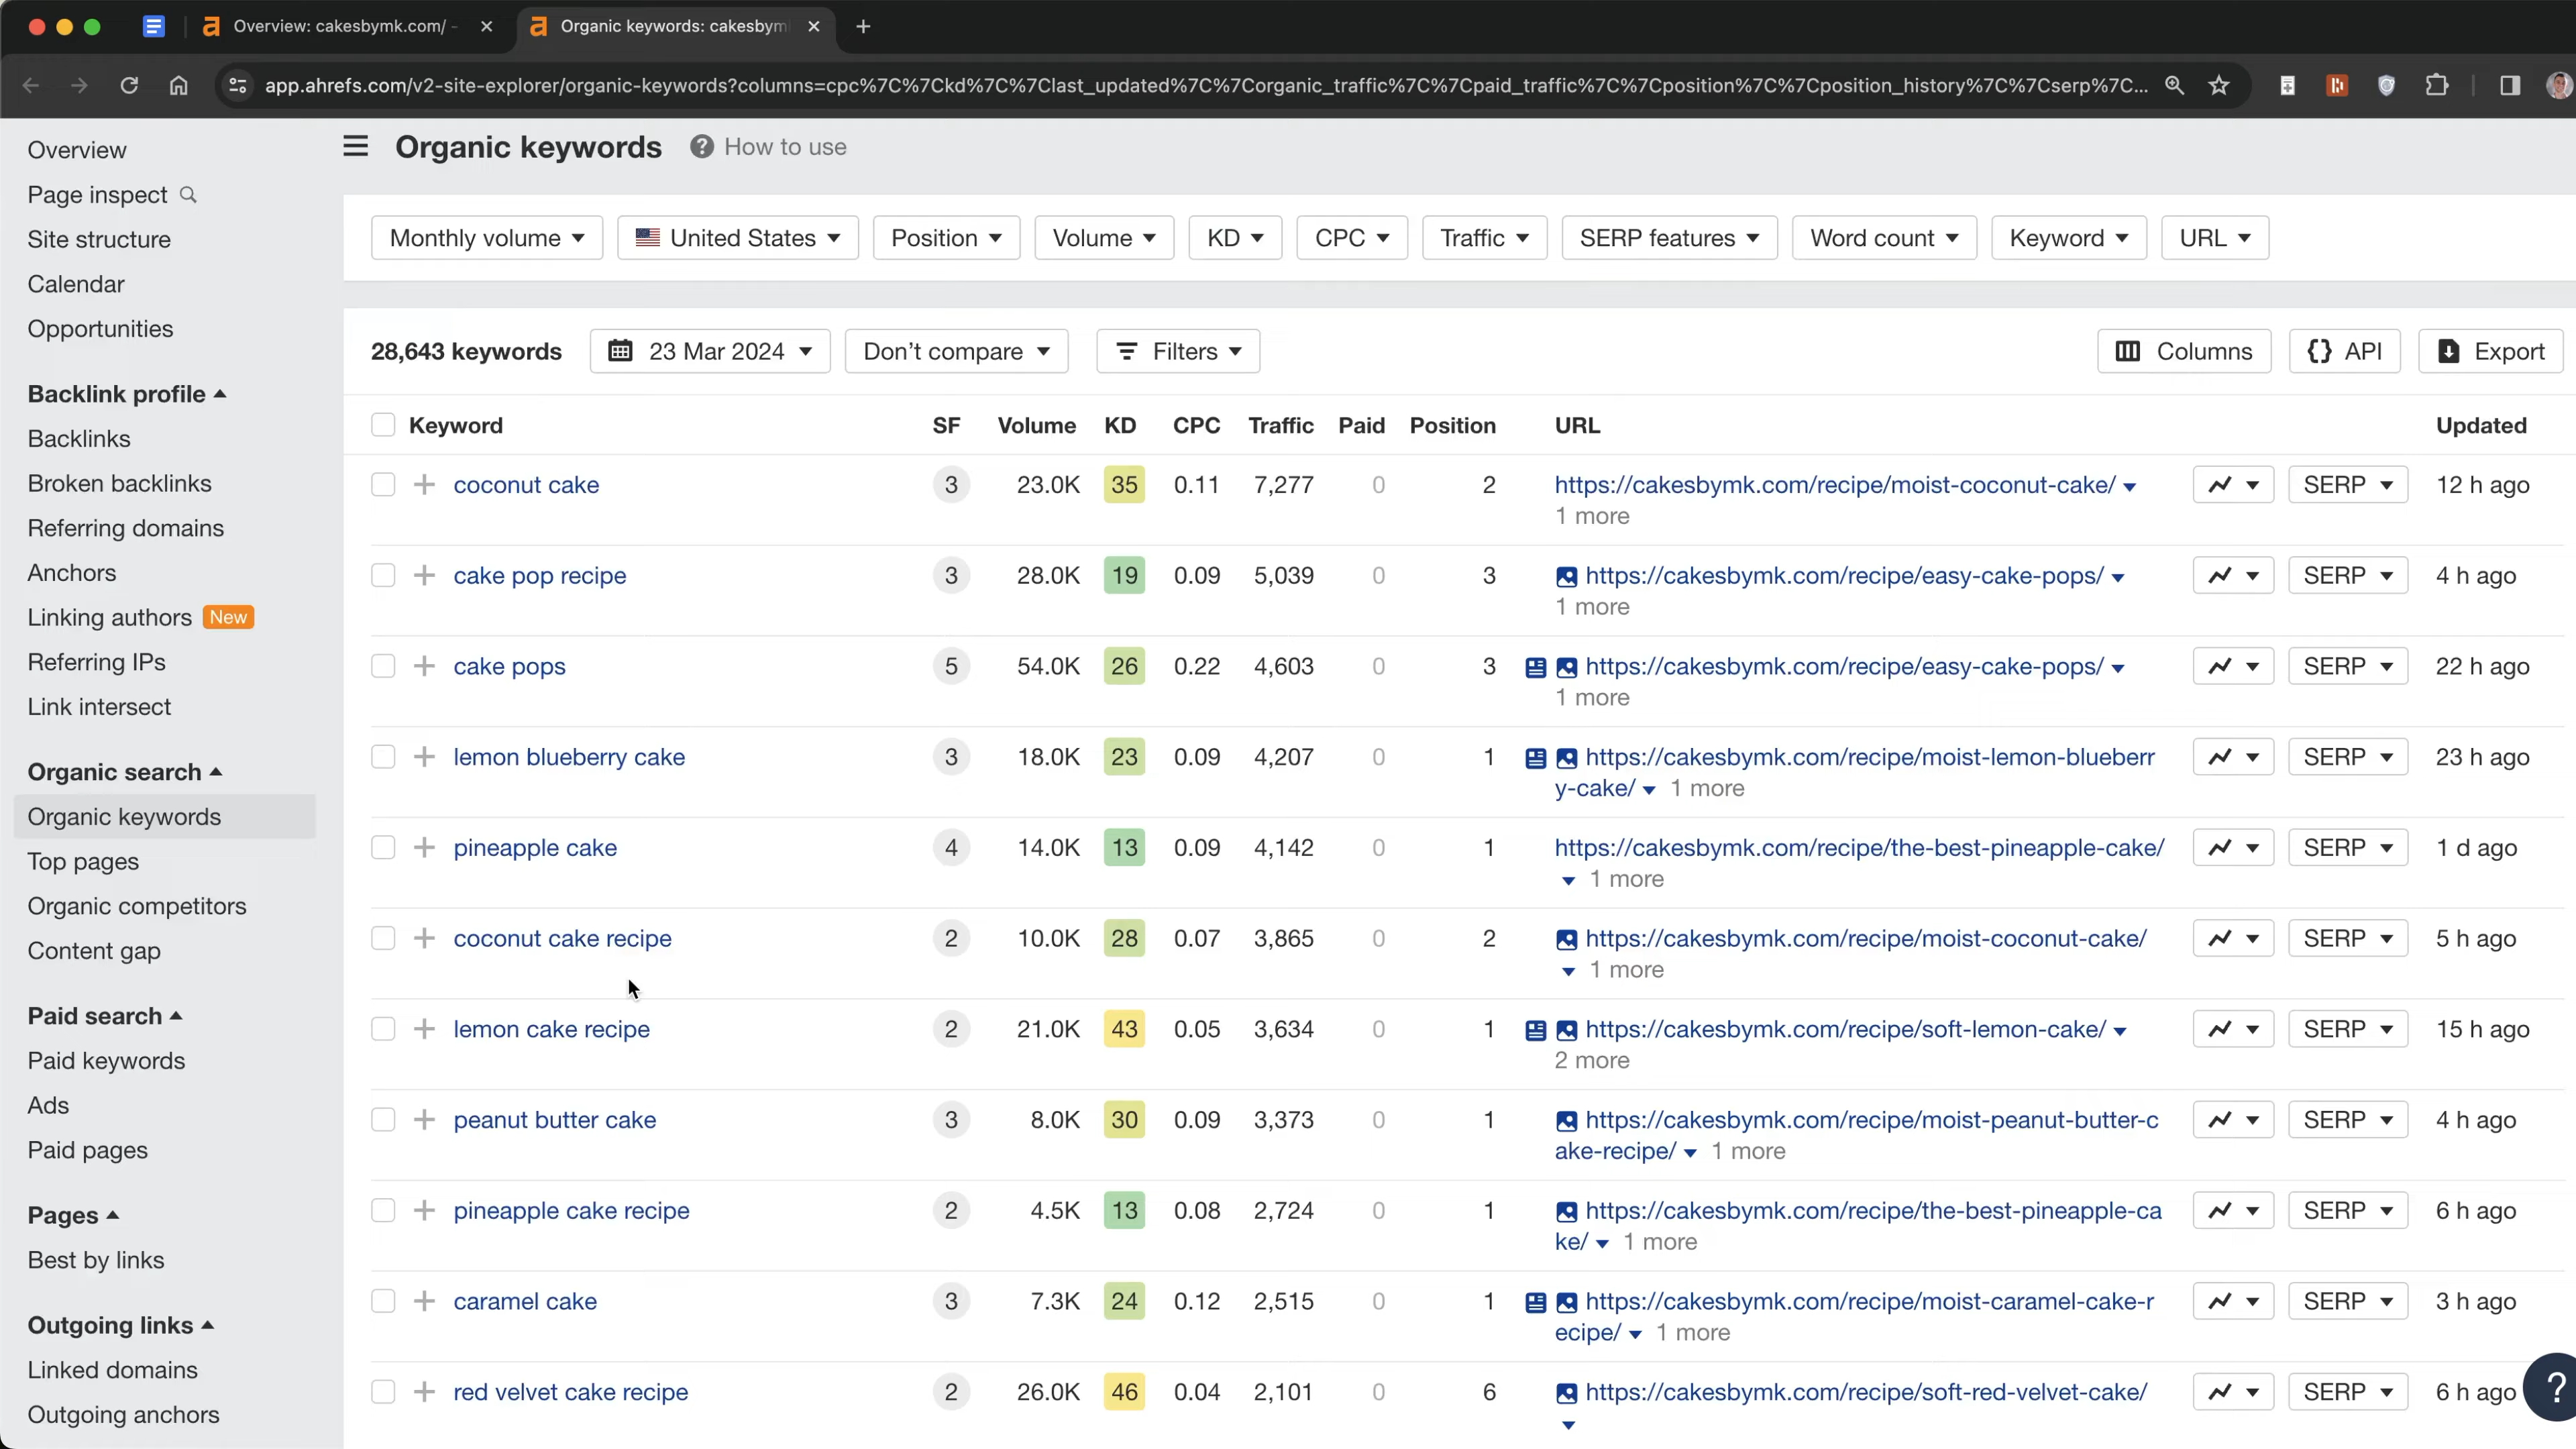 Overview: cakesbymk.com/ -
Organic keywords: cakesbym
app.ahrefs.com/v2-site-explorer/organic-keywords?columns=cpc%7C%7Ckd%7C%7Clast_updated%7C%7Corganic_traffic%7C%7Cpaid_traffic%7C%7Cposition%7C%7Cposition_history%7C%7Cserp%7C...
Overview
Page inspect
Site structure
Calendar
Opportunities
Backlink profile
Backlinks
Broken backlinks
Referring domains
Anchors
Linking authors New
Referring IPs
Link intersect
Organic search
Organic keywords
Top pages
Organic competitors
Content gap
Paid search
Paid keywords
Ads
Paid pages
Pages
Best by links
Outgoing links
Linked domains
Outgoing anchors
Organic keywords ? How to use
Monthly volume United States Position Volume KD CPC Traffic SERP features Word count Keyword URL
28,643 keywords 23 Mar 2024 Don't compare Filters Columns {} API Export
Keyword SF Volume KD CPC Traffic Paid Position URL Updated
coconut cake 3 23.0K 35 0.11 7,277 0 2 https://cakesbymk.com/recipe/moist-coconut-cake/ SERP 12 h ago
1 more
cake pop recipe 3 28.0K 19 0.09 5,039 0 3 https://cakesbymk.com/recipe/easy-cake-pops/ SERP 4 h ago
1 more
cake pops 5 54.0K 26 0.22 4,603 0 3 https://cakesbymk.com/recipe/easy-cake-pops/ SERP 22 h ago
1 more
lemon blueberry cake 3 18.0K 23 0.09 4,207 0 1 https://cakesbymk.com/recipe/moist-lemon-blueberr SERP 23 h ago
y-cake/ 1 more
pineapple cake 4 14.0K 13 0.09 4,142 0 1 https://cakesbymk.com/recipe/the-best-pineapple-cake/ SERP 1 d ago
1 more
coconut cake recipe 2 10.0K 28 0.07 3,865 0 2 https://cakesbymk.com/recipe/moist-coconut-cake/ SERP 5 h ago
1 more
lemon cake recipe 2 21.0K 43 0.05 3,634 0 1 https://cakesbymk.com/recipe/soft-lemon-cake/ SERP 15 h ago
2 more
peanut butter cake 3 8.0K 30 0.09 3,373 0 1 https://cakesbymk.com/recipe/moist-peanut-butter-c SERP 4 h ago
ake-recipe/ 1 more
pineapple cake recipe 2 4.5K 13 0.08 2,724 0 1 https://cakesbymk.com/recipe/the-best-pineapple-ca SERP 6 h ago
ke/ 1 more
caramel cake 3 7.3K 24 0.12 2,515 0 1 https://cakesbymk.com/recipe/moist-caramel-cake-r SERP 3 h ago
ecipe/ 1 more
red velvet cake recipe 2 26.0K 46 0.04 2,101 0 6 https://cakesbymk.com/recipe/soft-red-velvet-cake/ SERP 6 h ago
?